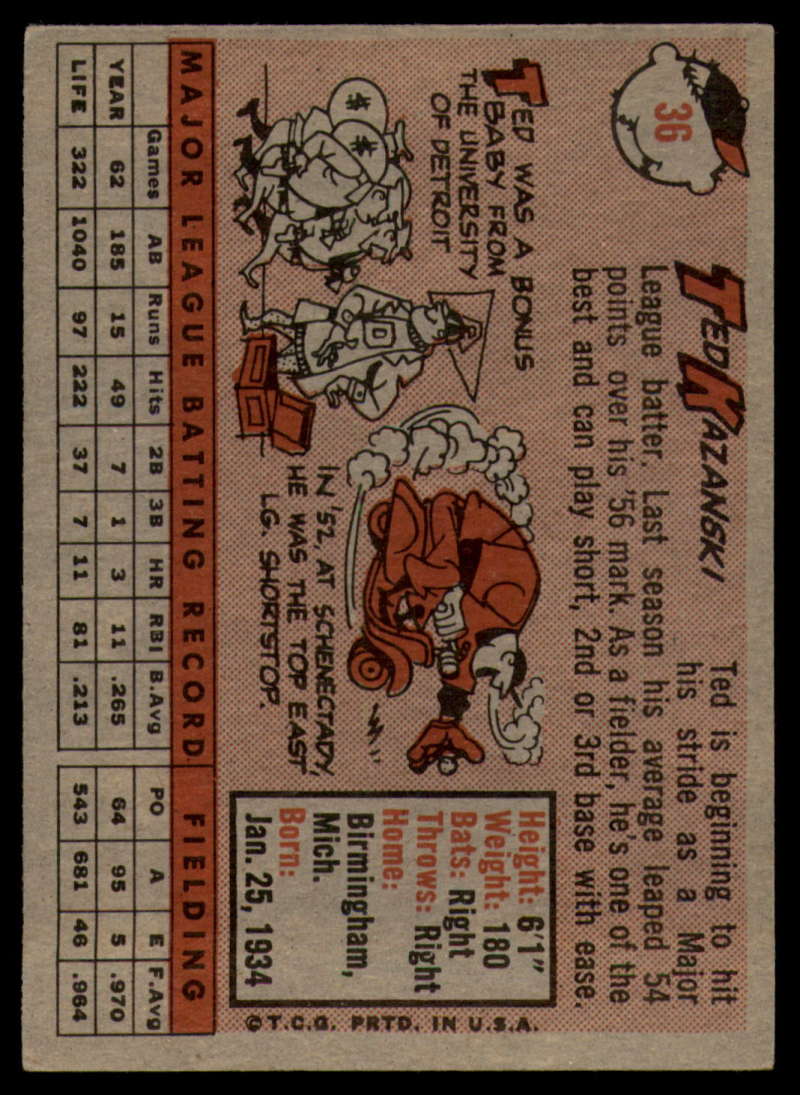 36
TED KAZANSKI
Ted is beginning to hit
his stride as a Major
League batter. Last season his average leaped 54
points over his '56 mark. As a fielder, he's one of the
best and can play short, 2nd or 3rd base with ease.
TED WAS A BONUS
BABY FROM
THE UNIVERSITY
OF DETROIT
$
$
D
IN '52, AT SCHENECTADY,
HE WAS THE TOP EAST
LG. SHORTSTOP.
Height: 6'1"
Weight: 180
Bats: Right
Throws: Right
Home:
Birmingham,
Mich.
Born:
Jan. 25, 1934
MAJOR LEAGUE BATTING RECORD FIELDING
Games AB Runs Hits 2B 3B HR RBI B.Avg PO A E F.Avg
YEAR 62 185 15 49 7 1 3 11 .265 64 95 5 .970
LIFE 322 1040 97 222 37 7 11 81 .213 543 681 46 .964
©T.C.G. PRTD. IN U.S.A.